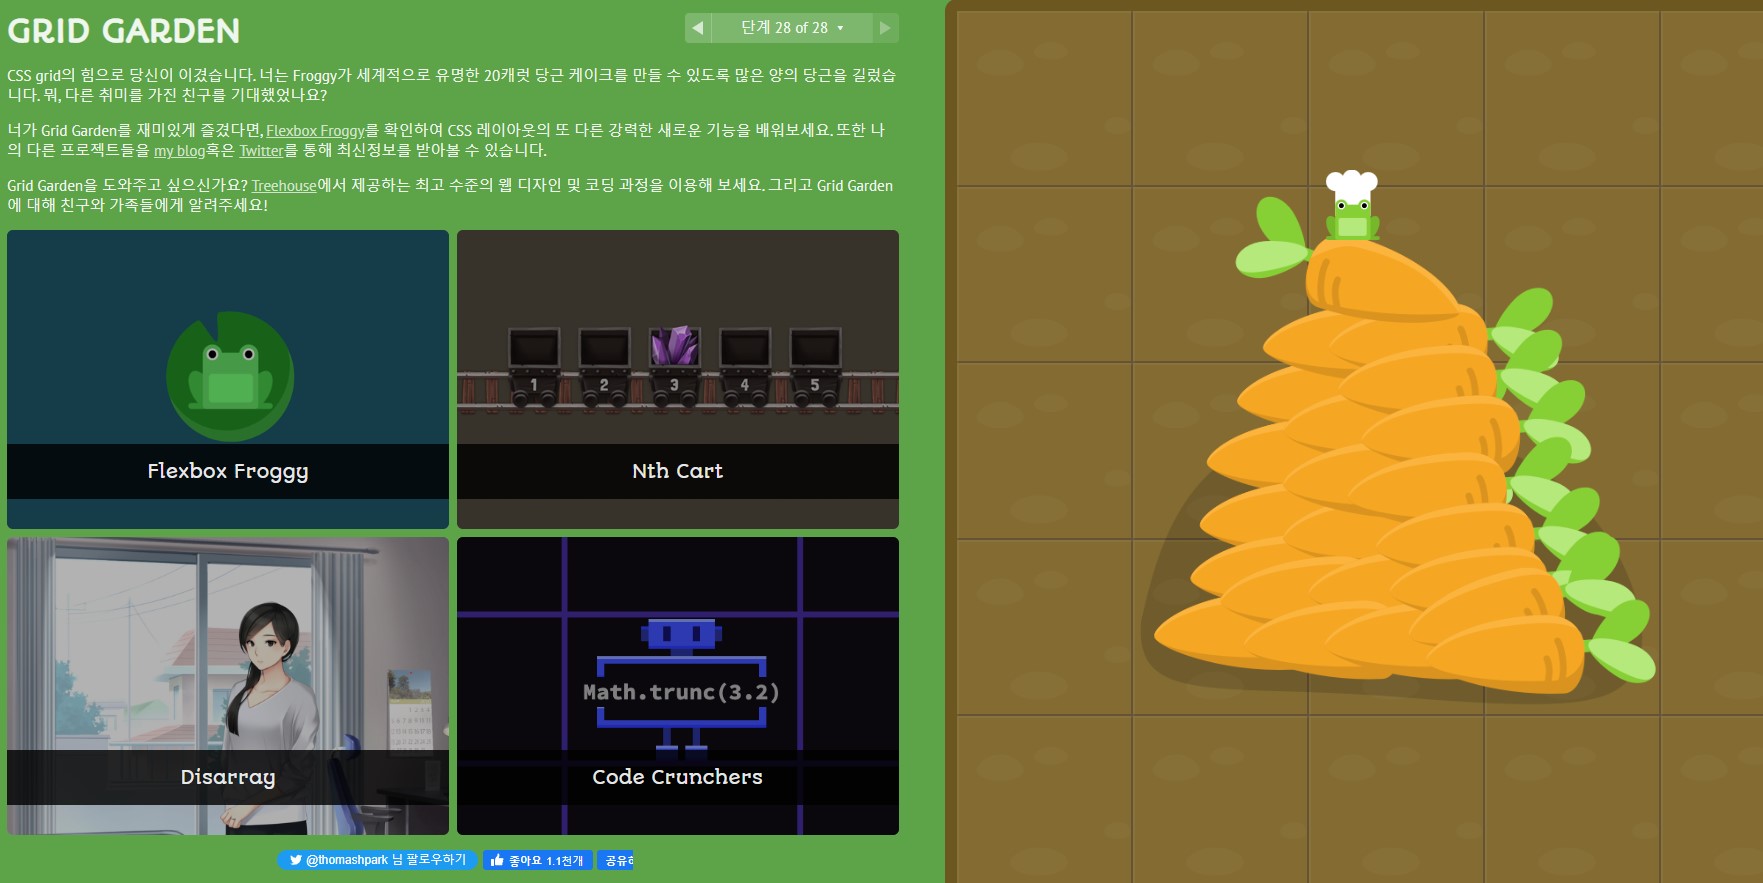 GRID GARDEN
단계 28 of 28
CSS grid의 힘으로 당신이 이겼습니다. 너는 Froggy가 세계적으로 유명한 20캐럿 당근 케이크를 만들 수 있도록 많은 양의 당근을 길렀습
니다. 뭐, 다른 취미를 가진 친구를 기대했었나요?
너가 Grid Garden를 재미있게 즐겼다면, Flexbox Froggy를 확인하여 CSS 레이아웃의 또 다른 강력한 새로운 기능을 배워보세요. 또한 나
의 다른 프로젝트들을 my blog혹은 Twitter를 통해 최신정보를 받아볼 수 있습니다.
Grid Garden을 도와주고 싶으신가요? Treehouse에서 제공하는 최고 수준의 웹 디자인 및 코딩 과정을 이용해 보세요. 그리고 Grid Garden
에 대해 친구와 가족들에게 알려주세요!
1 2 3 4 5
Flexbox Froggy
Nth Cart
Math.trunc(3.2)
Disarray
Code Crunchers
@thomashpark 님 팔로우하기
좋아요 1.1천개
공유하